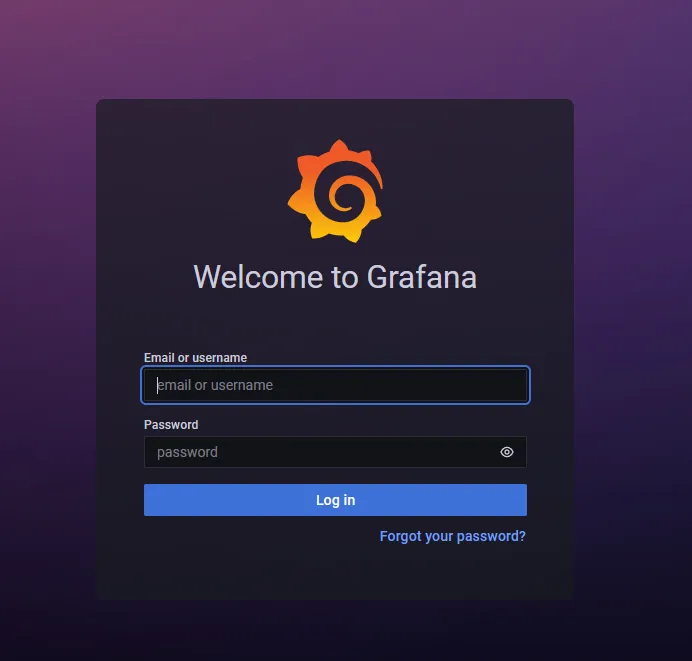 Welcome to Grafana
Email or username
email or username
Password
password
Log in
Forgot your password?